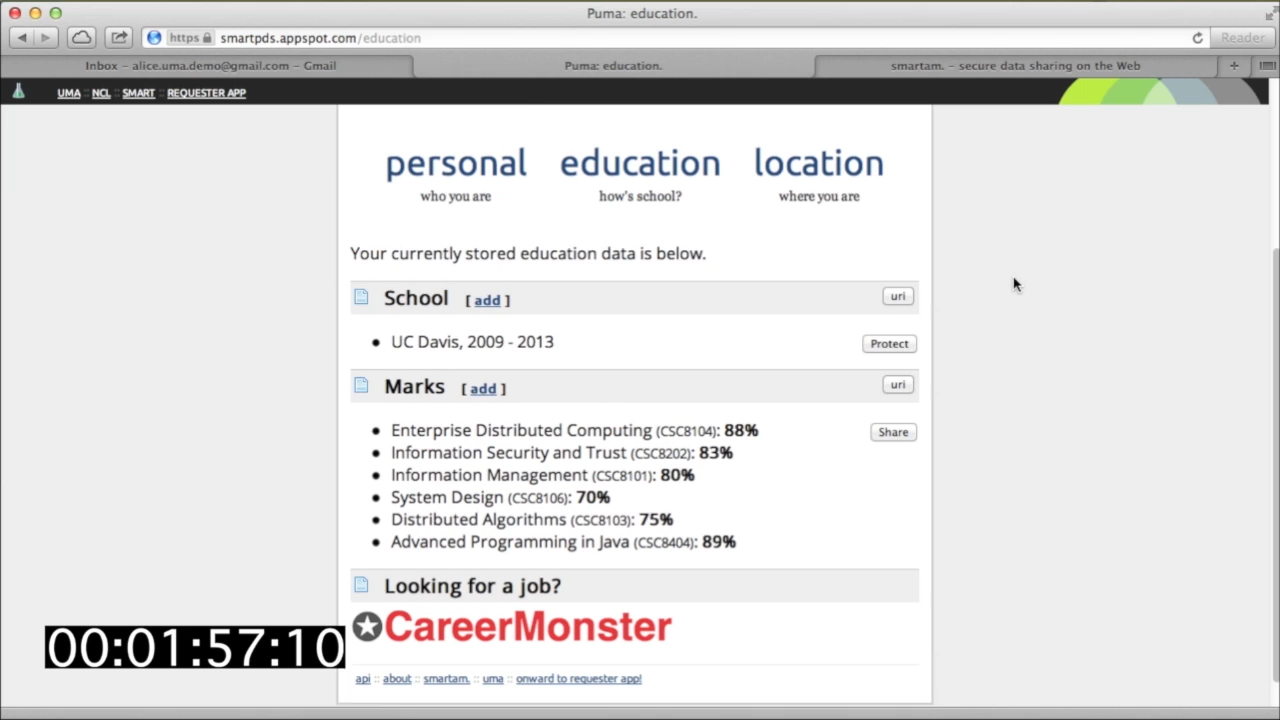 Puma: education.
https smartpds.appspot.com/education
Reader
Inbox – alice.uma.demo@gmail.com – Gmail
Puma: education.
smartam. – secure data sharing on the Web
+
UMA :: NCL :: SMART :: REQUESTER APP
personal education location
who you are how's school? where you are
Your currently stored education data is below.
School [ add ] uri
• UC Davis, 2009 - 2013 Protect
Marks [ add ] uri
• Enterprise Distributed Computing (CSC8104): 88% Share
• Information Security and Trust (CSC8202): 83%
• Information Management (CSC8101): 80%
• System Design (CSC8106): 70%
• Distributed Algorithms (CSC8103): 75%
• Advanced Programming in Java (CSC8404): 89%
Looking for a job?
CareerMonster
00:01:57:10
api :: about :: smartam. :: uma :: onward to requester app!